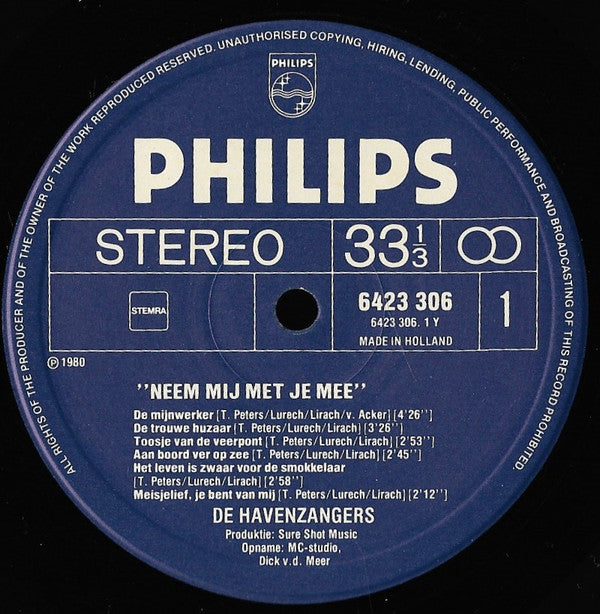 ALL RIGHTS OF THE PRODUCER AND OF THE OWNER OF THE WORK REPRODUCED RESERVED. UNAUTHORISED COPYING, HIRING, LENDING, PUBLIC PERFORMANCE AND BROADCASTING OF THIS RECORD PROHIBITED.
PHILIPS
PHILIPS
STEREO 33 1/3
STEMRA
6423 306
6423 306. 1 Y
MADE IN HOLLAND
1
℗ 1980
''NEEM MIJ MET JE MEE''
De mijnwerker [T. Peters/Lurech/Lirach/v. Acker] [4'26'']
De trouwe huzaar [T. Peters/Lurech/Lirach] [3'26'']
Toosje van de veerpont [T. Peters/Lurech/Lirach] [2'53'']
Aan boord ver op zee [T. Peters/Lurech/Lirach] [2'45'']
Het leven is zwaar voor de smokkelaar
[T. Peters/Lurech/Lirach] [2'58'']
Meisjelief, je bent van mij [T. Peters/Lurech/Lirach] [2'12'']
DE HAVENZANGERS
Produktie: Sure Shot Music
Opname: MC-studio,
Dick v.d. Meer